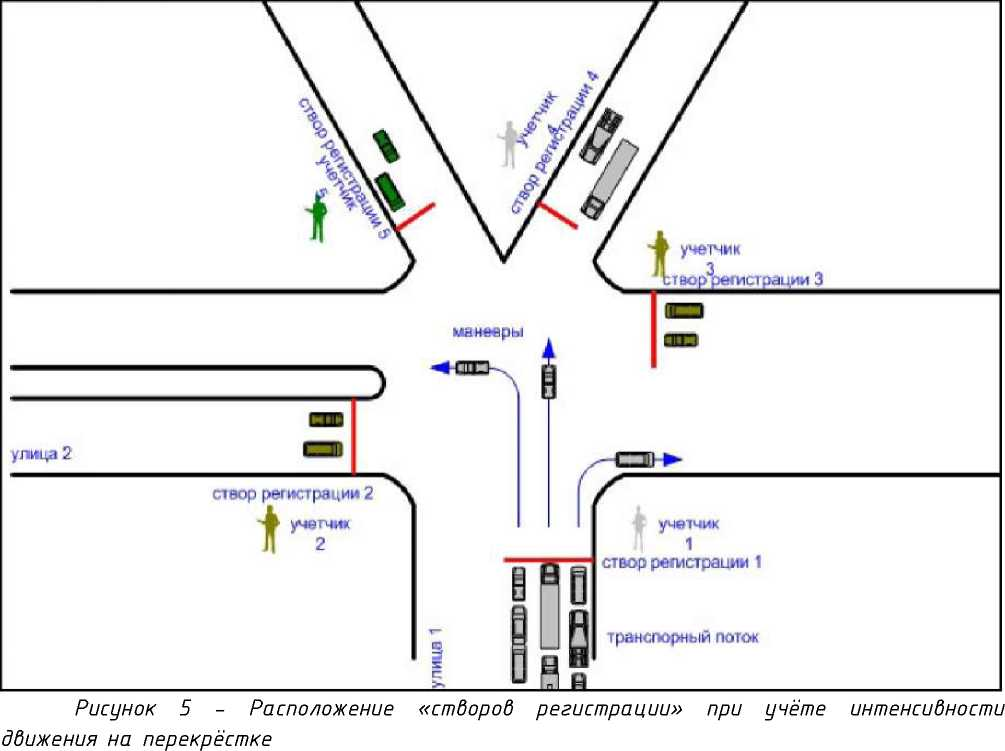 створ регистрации 5
учетчик
5
учетчик
4
створ регистрации 4
учетчик
3
створ регистрации 3
маневры
улица 2
створ регистрации 2
учетчик
2
учетчик
1
створ регистрации 1
улица 1
транспорный поток
Рисунок 5 – Расположение «створов регистрации» при учёте интенсивности
движения на перекрёстке